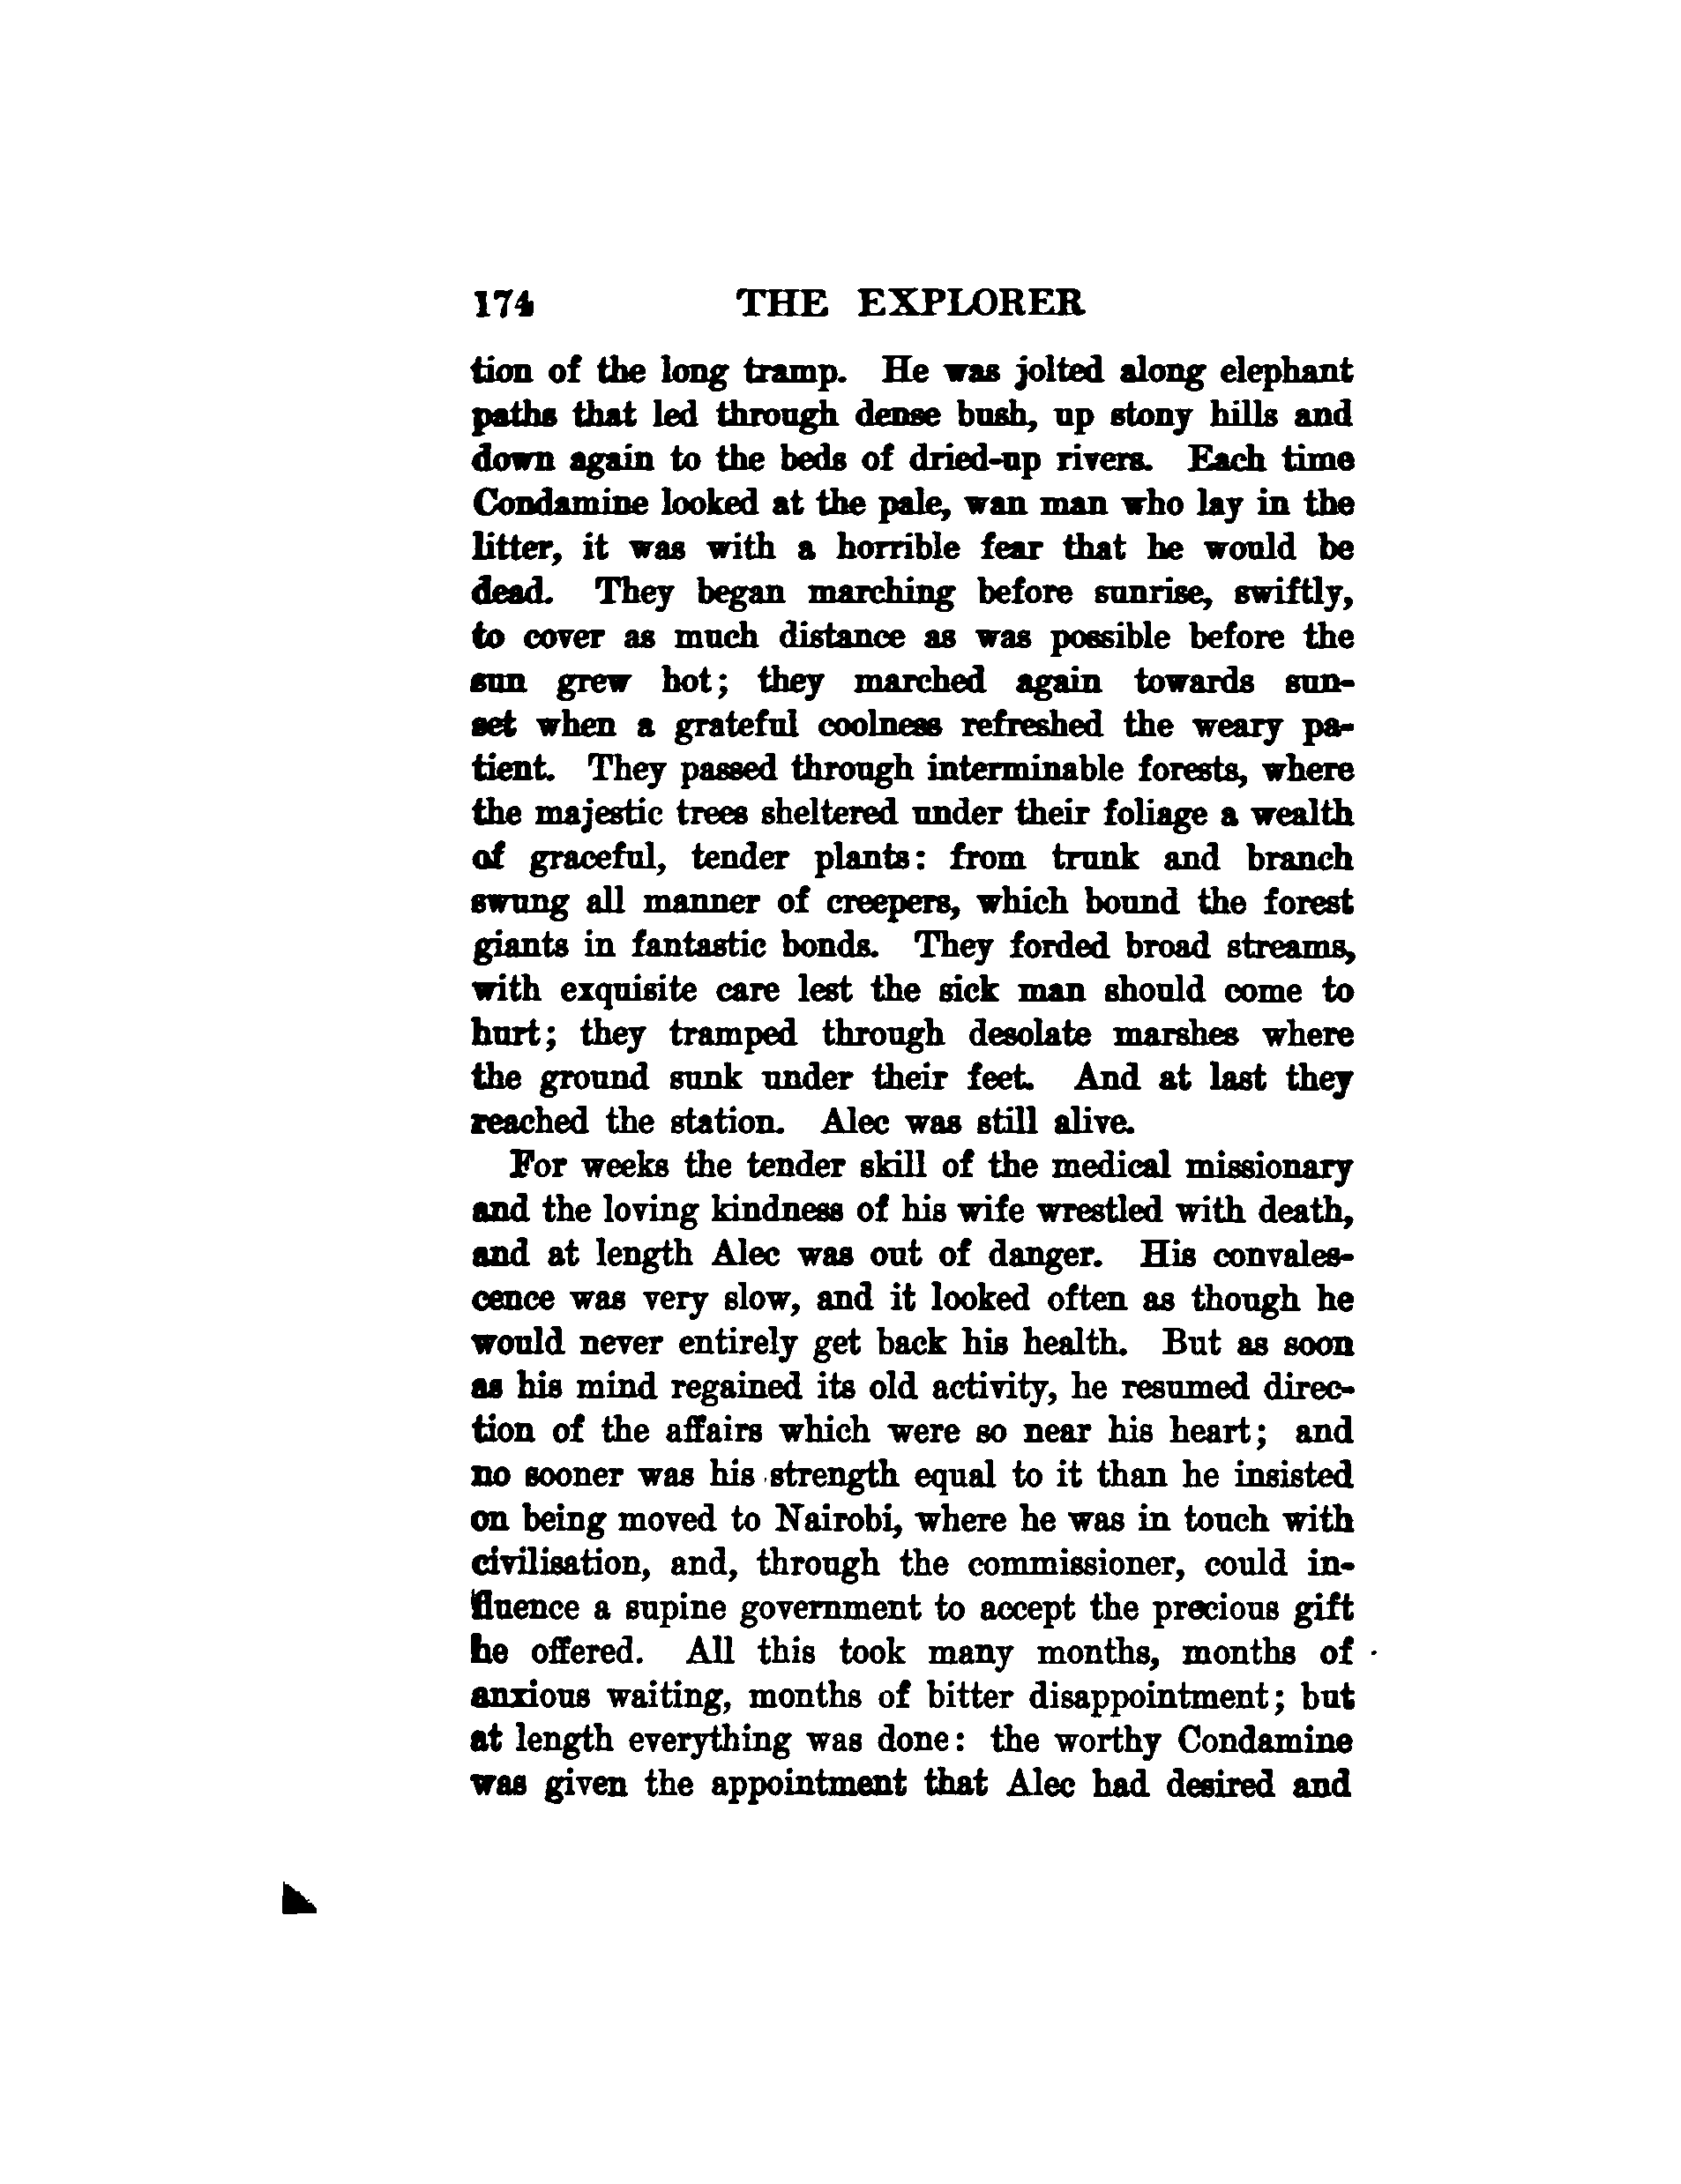 174 THE EXPLORER
tion of the long tramp. He was jolted along elephant
paths that led through dense bush, up stony hills and
down again to the beds of dried-up rivers. Each time
Condamine looked at the pale, wan man who lay in the
litter, it was with a horrible fear that he would be
dead. They began marching before sunrise, swiftly,
to cover as much distance as was possible before the
sun grew hot; they marched again towards sun-
set when a grateful coolness refreshed the weary pa-
tient. They passed through interminable forests, where
the majestic trees sheltered under their foliage a wealth
of graceful, tender plants: from trunk and branch
swung all manner of creepers, which bound the forest
giants in fantastic bonds. They forded broad streams,
with exquisite care lest the sick man should come to
hurt; they tramped through desolate marshes where
the ground sunk under their feet. And at last they
reached the station. Alec was still alive.
For weeks the tender skill of the medical missionary
and the loving kindness of his wife wrestled with death,
and at length Alec was out of danger. His convales-
cence was very slow, and it looked often as though he
would never entirely get back his health. But as soon
as his mind regained its old activity, he resumed direc-
tion of the affairs which were so near his heart; and
no sooner was his strength equal to it than he insisted
on being moved to Nairobi, where he was in touch with
civilisation, and, through the commissioner, could in-
fluence a supine government to accept the precious gift
he offered. All this took many months, months of
anxious waiting, months of bitter disappointment; but
at length everything was done: the worthy Condamine
was given the appointment that Alec had desired and